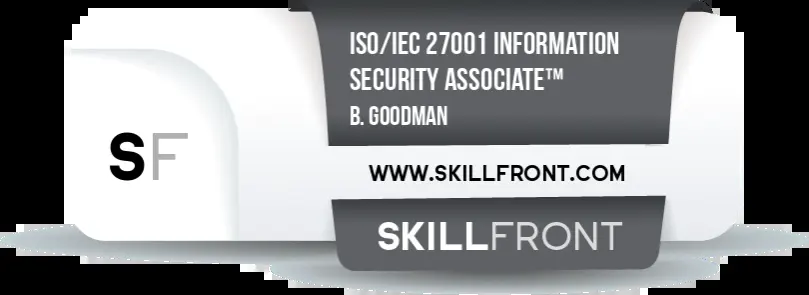 SF
ISO/IEC 27001 INFORMATION
SECURITY ASSOCIATE™
B. GOODMAN
WWW.SKILLFRONT.COM
SKILLFRONT